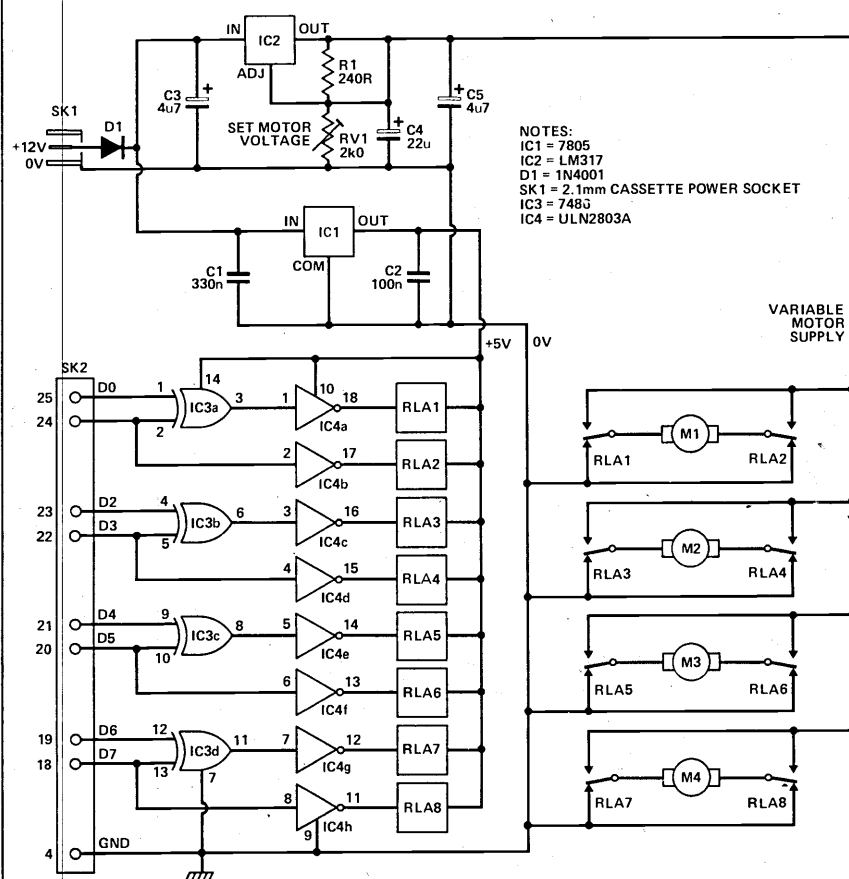 IN
IC2
OUT
ADJ
R1
240R
C3
4u7
+
C5
4u7
+
SK1
D1
SET MOTOR
VOLTAGE
RV1
2k0
+
C4
22u
+12V
0V
NOTES:
IC1 = 7805
IC2 = LM317
D1 = 1N4001
SK1 = 2.1mm CASSETTE POWER SOCKET
IC3 = 7486
IC4 = ULN2803A
IN
IC1
OUT
COM
C1
330n
C2
100n
VARIABLE
MOTOR
SUPPLY
+5V
0V
SK2
25
D0
1
14
IC3a
3
1
10
18
IC4a
RLA1
24
2
2
17
IC4b
RLA2
RLA1
M1
RLA2
23
D2
4
IC3b
6
3
16
IC4c
RLA3
22
D3
5
4
15
IC4d
RLA4
RLA3
M2
RLA4
21
D4
9
IC3c
8
5
14
IC4e
RLA5
20
D5
10
6
13
IC4f
RLA6
RLA5
M3
RLA6
19
D6
12
IC3d
11
7
12
IC4g
RLA7
18
D7
13
7
8
11
IC4h
9
RLA8
RLA7
M4
RLA8
4
GND